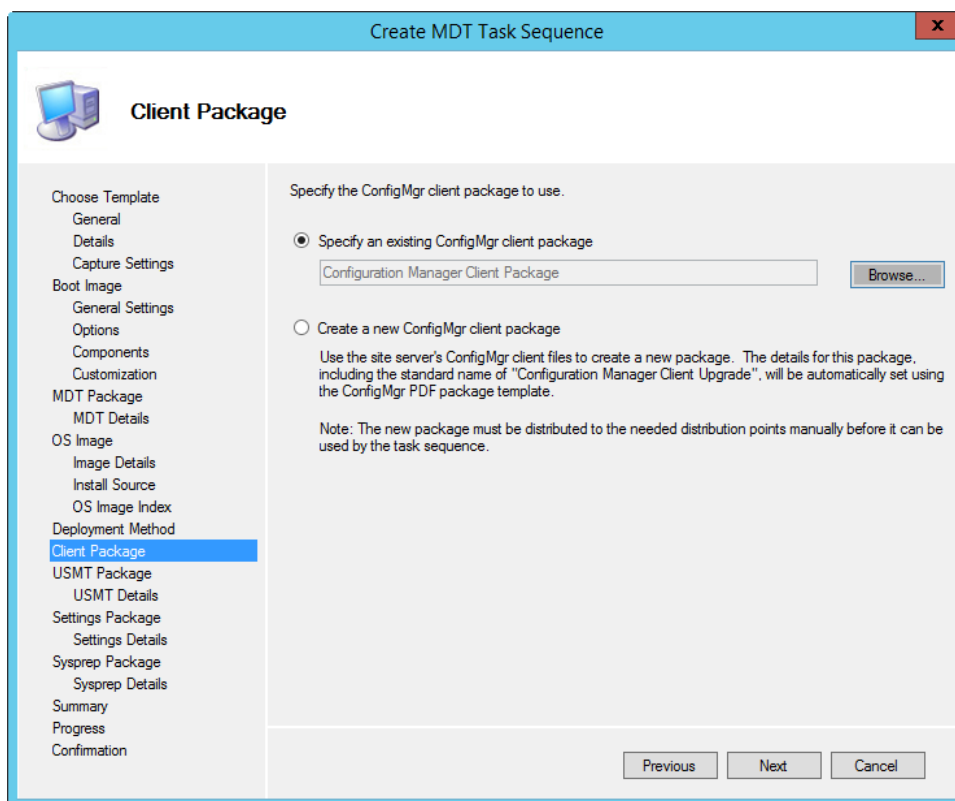 Create MDT Task Sequence
x
Client Package
Choose Template
General
Details
Capture Settings
Boot Image
General Settings
Options
Components
Customization
MDT Package
MDT Details
OS Image
Image Details
Install Source
OS Image Index
Deployment Method
Client Package
USMT Package
USMT Details
Settings Package
Settings Details
Sysprep Package
Sysprep Details
Summary
Progress
Confirmation
Specify the ConfigMgr client package to use.
Specify an existing ConfigMgr client package
Configuration Manager Client Package
Browse...
Create a new ConfigMgr client package
Use the site server's ConfigMgr client files to create a new package. The details for this package,
including the standard name of "Configuration Manager Client Upgrade", will be automatically set using
the ConfigMgr PDF package template.
Note: The new package must be distributed to the needed distribution points manually before it can be
used by the task sequence.
Previous
Next
Cancel